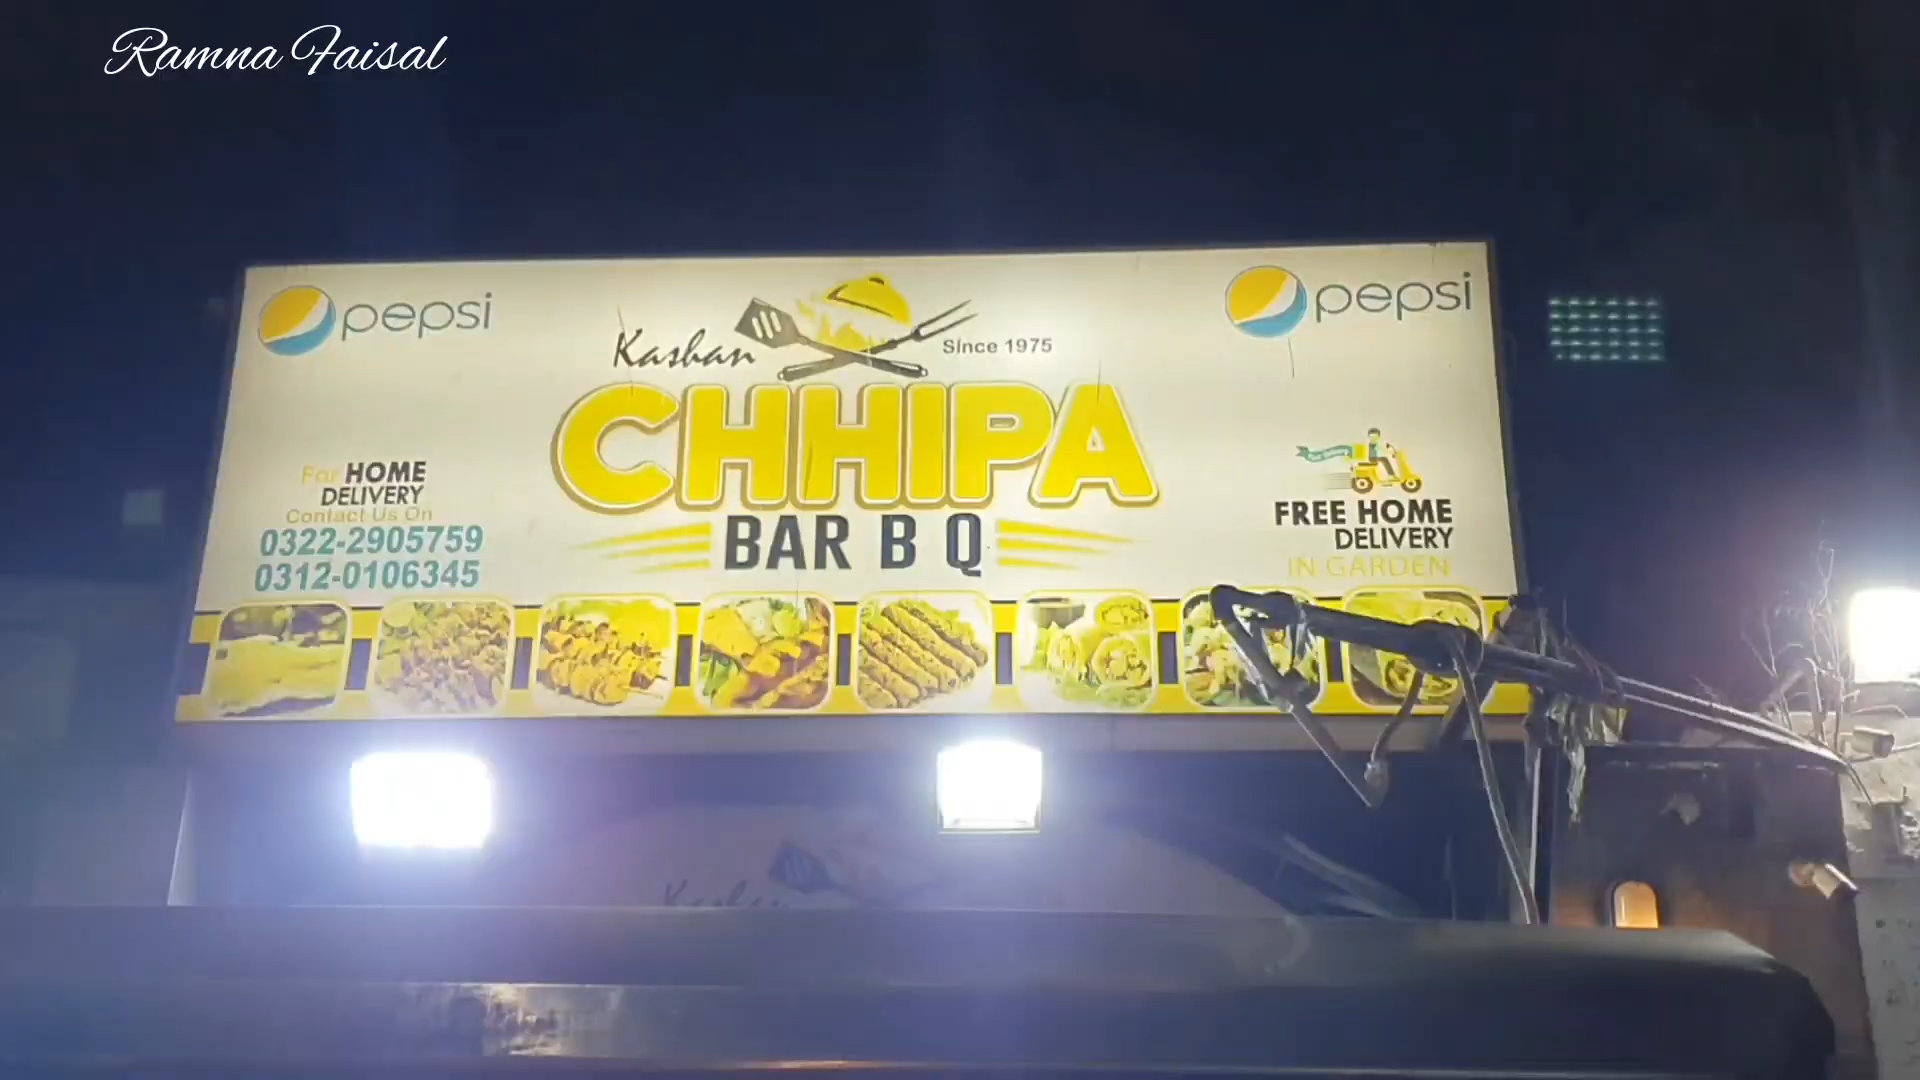 Ramna Faisal
pepsi
Kashan
Since 1975
pepsi
CHHIPA
BAR B Q
For HOME
DELIVERY
Contact Us On
0322-2905759
0312-0106345
FREE HOME
DELIVERY
IN GARDEN
Kashan